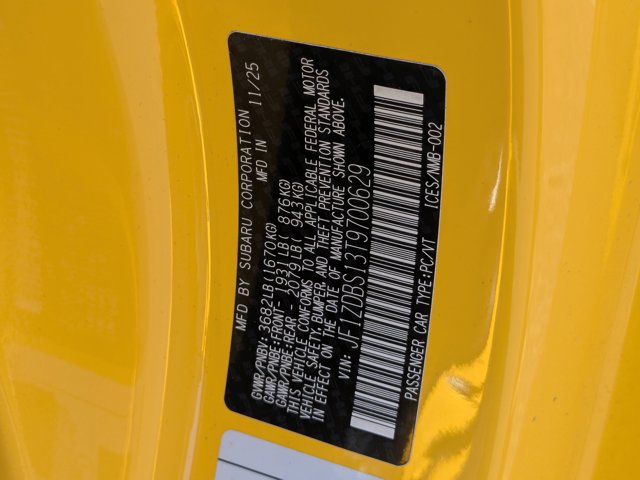 MFD BY SUBARU CORPORATION 11/25
MFD IN
GVWR/PNBV: 3682LB(1670KG)
GAWR/PNBE:FRONT- 1931LB( 876KG)
GAWR/PNBE:REAR - 2079LB( 943KG)
THIS VEHICLE CONFORMS TO ALL APPLICABLE FEDERAL MOTOR
VEHICLE SAFETY, BUMPER, AND THEFT PREVENTION STANDARDS
IN EFFECT ON THE DATE OF MANUFACTURE SHOWN ABOVE.
VIN: JF1ZDBS13T9700629
PASSENGER CAR TYPE:PC/VT ICES/NMB-002